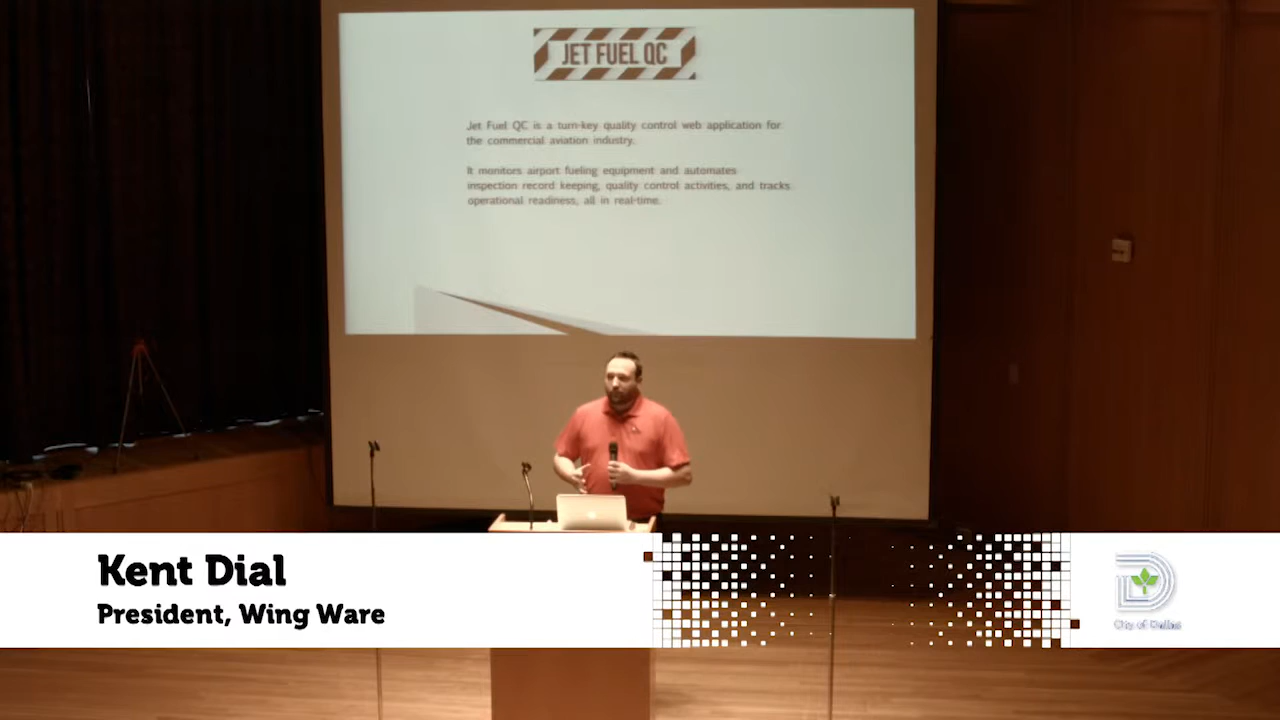 JET FUEL QC
Jet Fuel QC is a turn-key quality control web application for
the commercial aviation industry.
It monitors airport fueling equipment and automates
inspection record keeping, quality control activities, and tracks
operational readiness, all in real-time.
Kent Dial
President, Wing Ware
City of Dallas